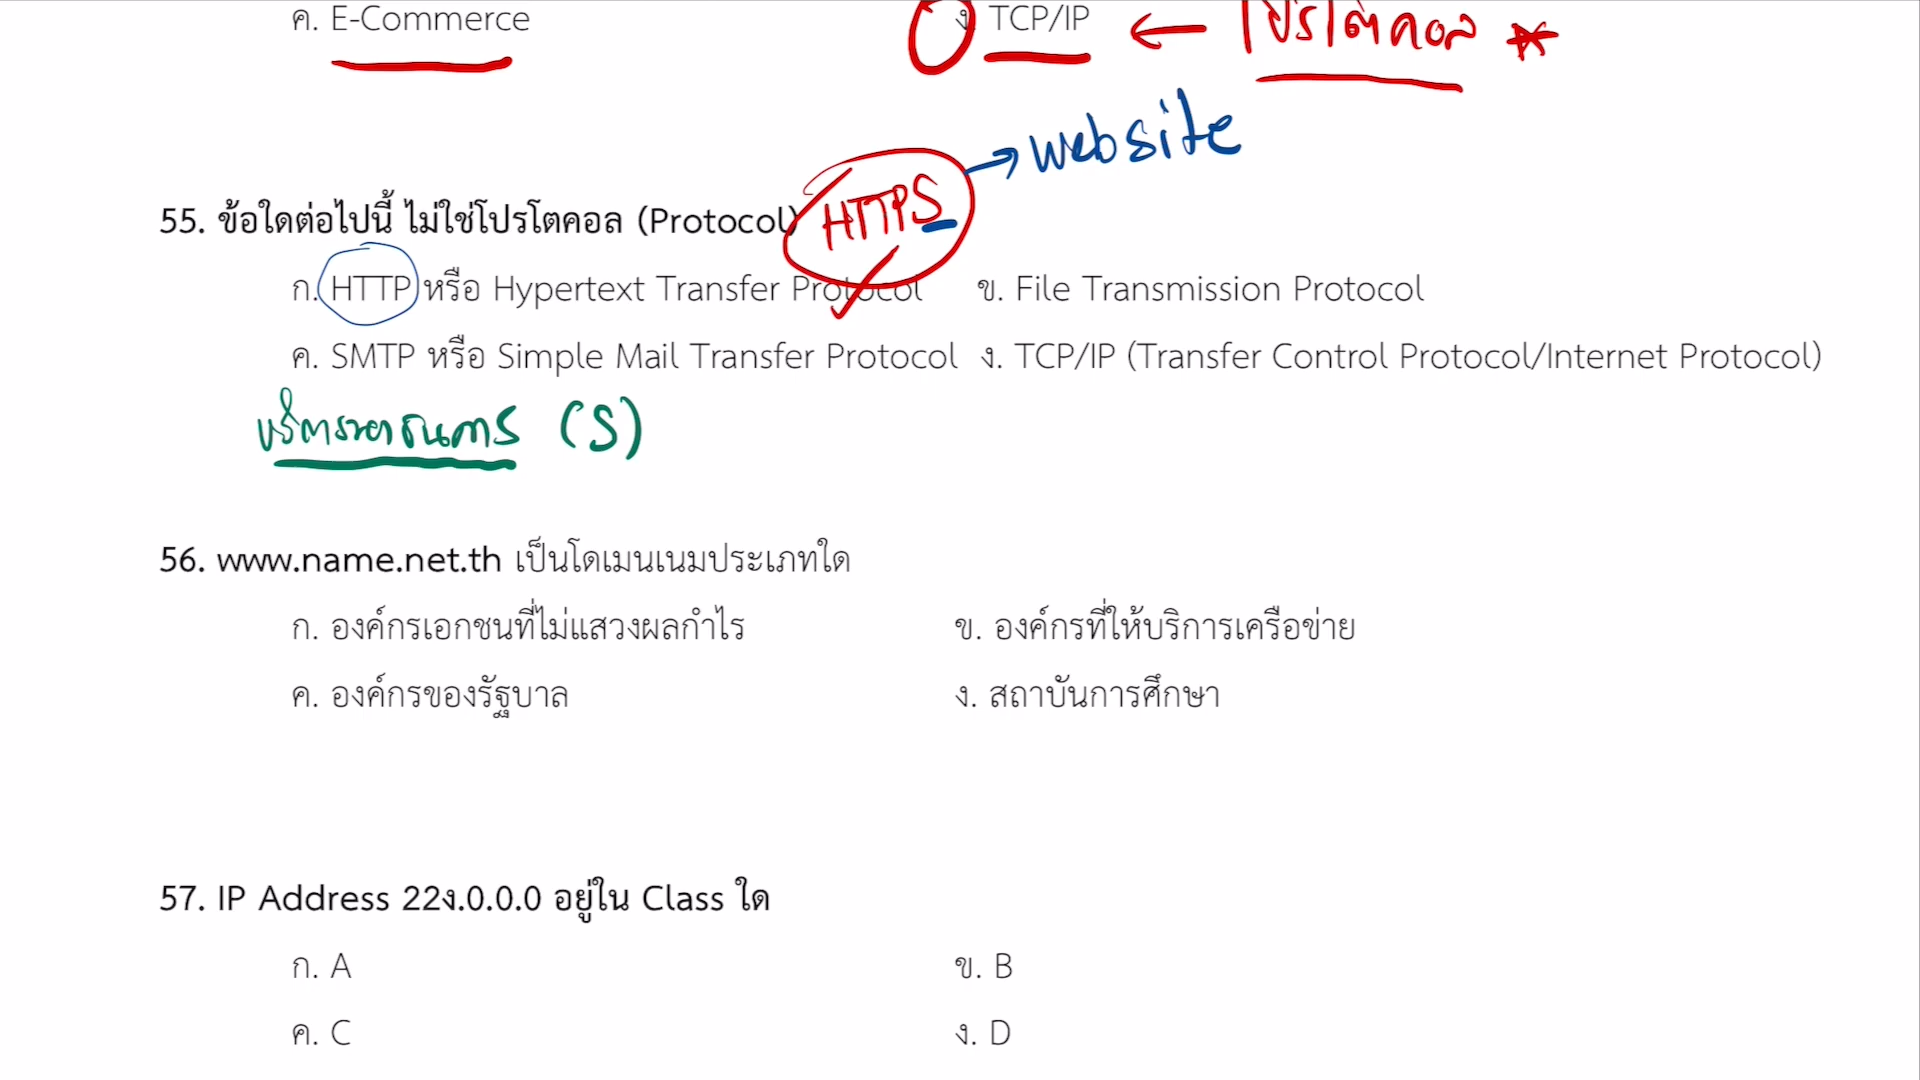 ค. E-Commerce ง. TCP/IP ← โปรโตคอล
HTTPS → website
55. ข้อใดต่อไปนี้ ไม่ใช่โปรโตคอล (Protocol)
ก. HTTP หรือ Hypertext Transfer Protocol ข. File Transmission Protocol
ค. SMTP หรือ Simple Mail Transfer Protocol ง. TCP/IP (Transfer Control Protocol/Internet Protocol)
(S)
56. www.name.net.th เป็นโดเมนเนมประเภทใด
ก. องค์กรเอกชนที่ไม่แสวงผลกำไร ข. องค์กรที่ให้บริการเครือข่าย
ค. องค์กรของรัฐบาล ง. สถาบันการศึกษา
57. IP Address 22ง.0.0.0 อยู่ใน Class ใด
ก. A ข. B
ค. C ง. D